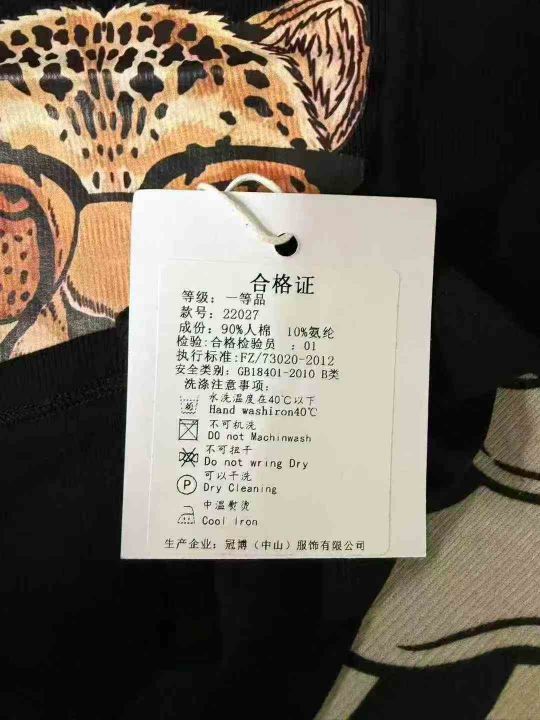 合格证
等级：一等品
款号：22027
成份：90%人棉 10%氨纶
检验:合格检验员 ：01
执行标准:FZ/73020-2012
安全类别：GB18401-2010 B类
洗涤注意事项：
水洗温度在40℃以下
Hand washiron40℃
不可机洗
DO not Machinwash
不可扭干
Do not wring Dry
可以干洗
P Dry Cleaning
中温熨烫
Cool iron
生产企业：冠博（中山）服饰有限公司